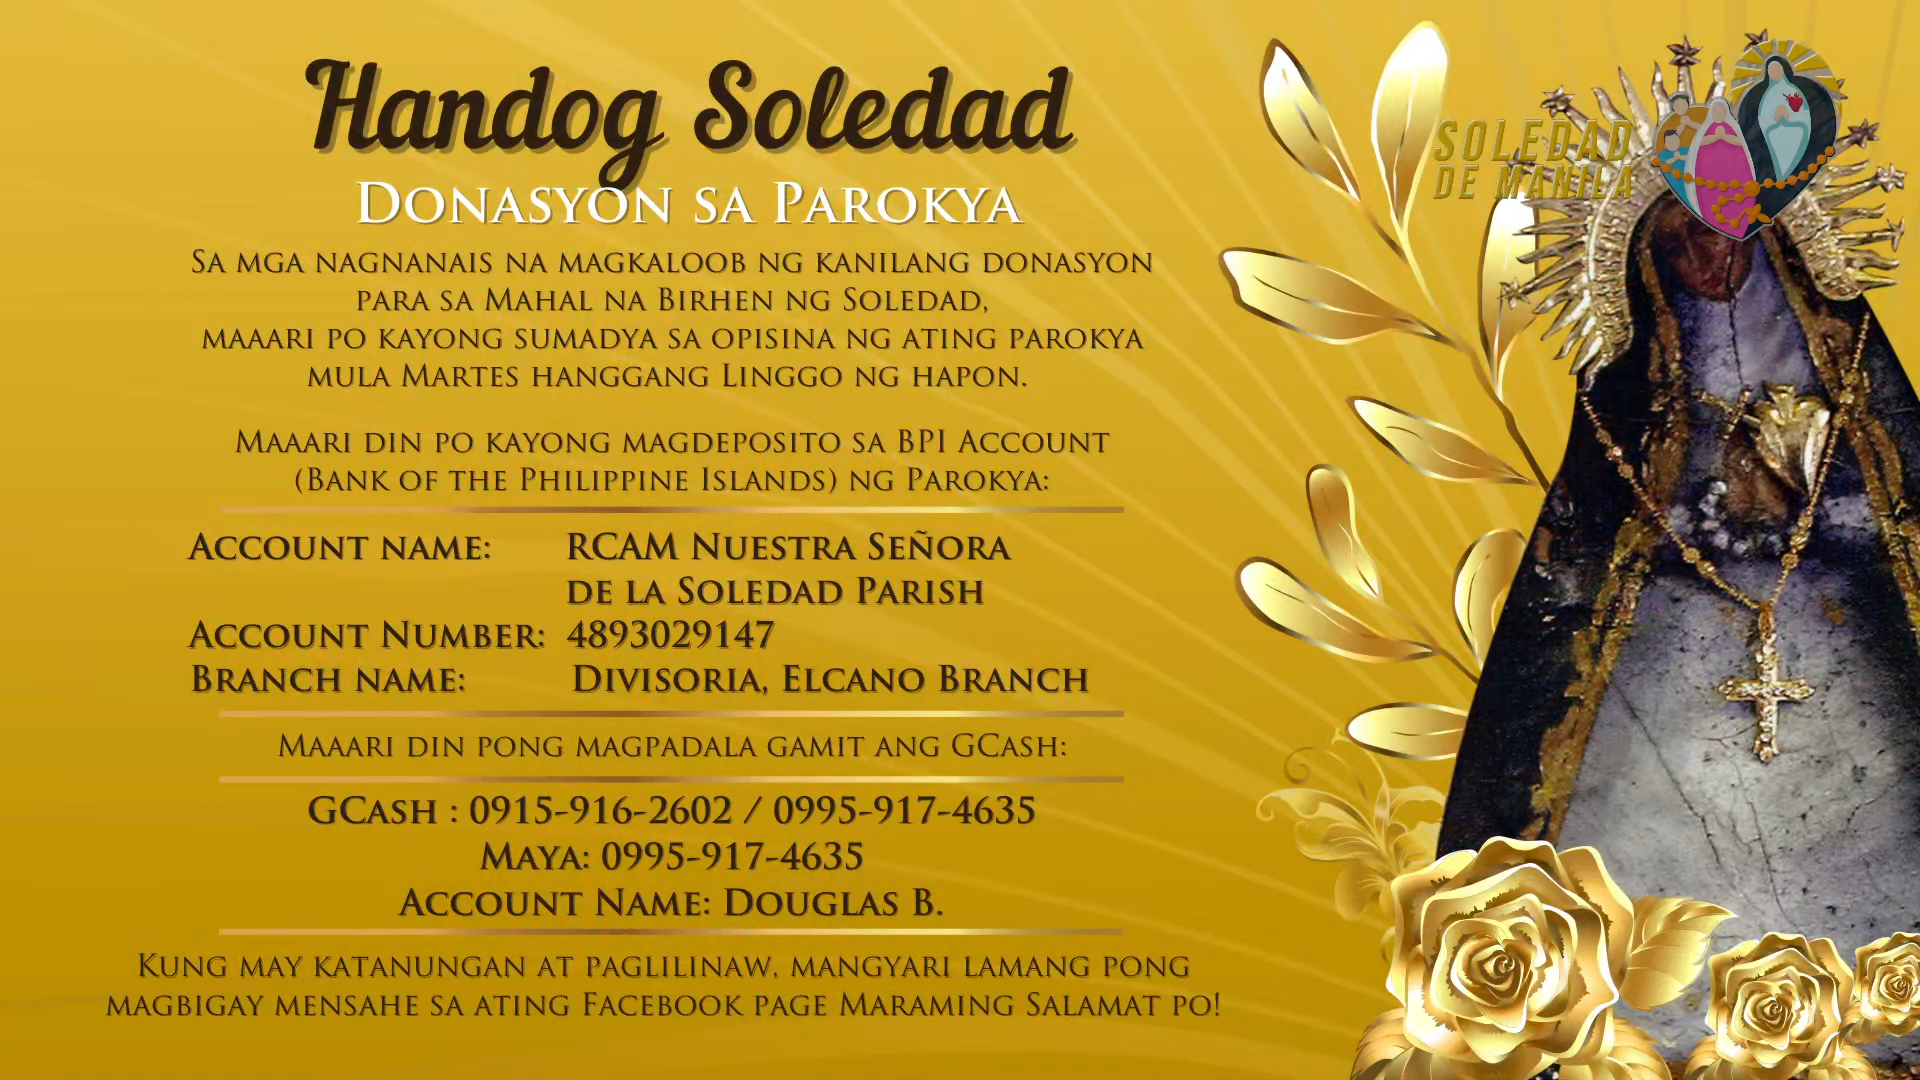 Handog Soledad
Donasyon sa Parokya
SOLEDAD
DE MANILA
Sa mga nagnanais na magkaloob ng kanilang donasyon
para sa Mahal na Birhen ng Soledad,
maaari po kayong sumadya sa opisina ng ating parokya
mula Martes hanggang Linggo ng hapon.
Maaari din po kayong magdeposito sa BPI Account
(Bank of the Philippine Islands) ng Parokya:
Account name: RCAM Nuestra Señora
de la Soledad Parish
Account Number: 4893029147
Branch name: Divisoria, Elcano Branch
Maaari din pong magpadala gamit ang GCash:
GCash : 0915-916-2602 / 0995-917-4635
Maya: 0995-917-4635
Account Name: Douglas B.
Kung may katanungan at paglilinaw, mangyari lamang pong
magbigay mensahe sa ating Facebook page Maraming Salamat po!